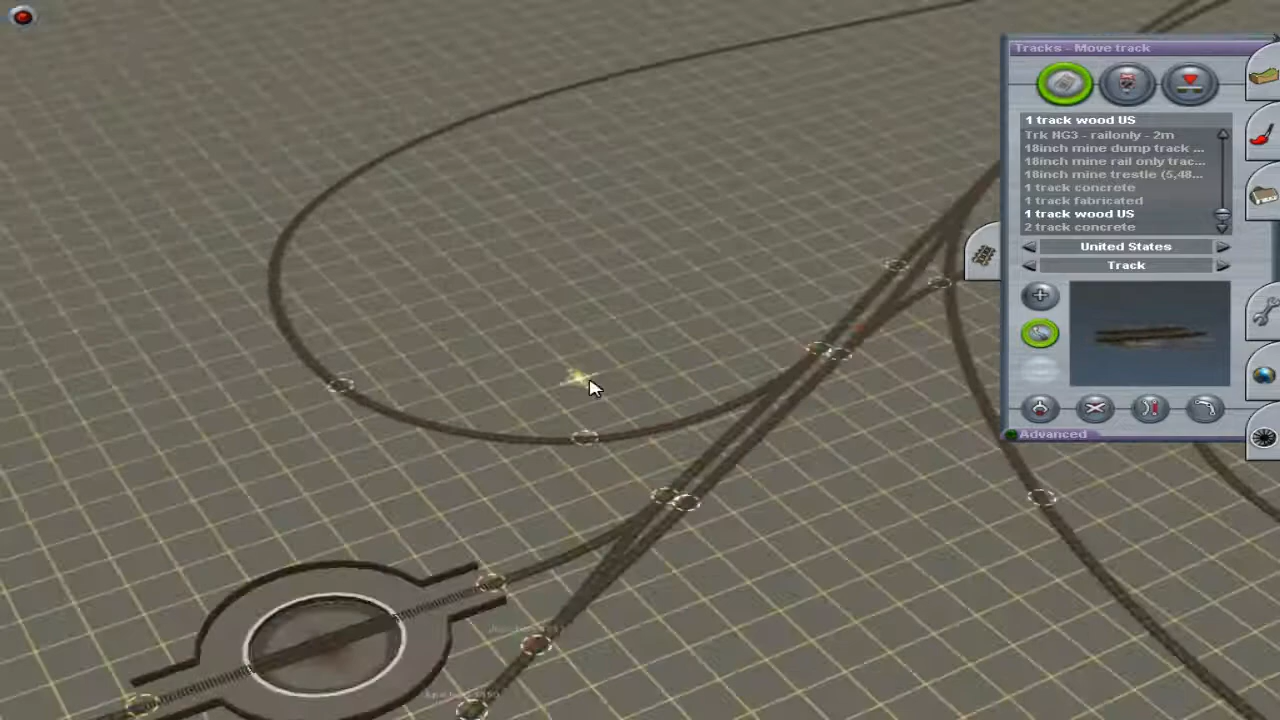 Tracks - Move track
1 track wood US
Trk NG3 - railonly - 2m
18inch mine dump track ...
18inch mine rail only trac...
18inch mine trestle (5,48...
1 track concrete
1 track fabricated
1 track wood US
2 track concrete
United States
Track
Advanced